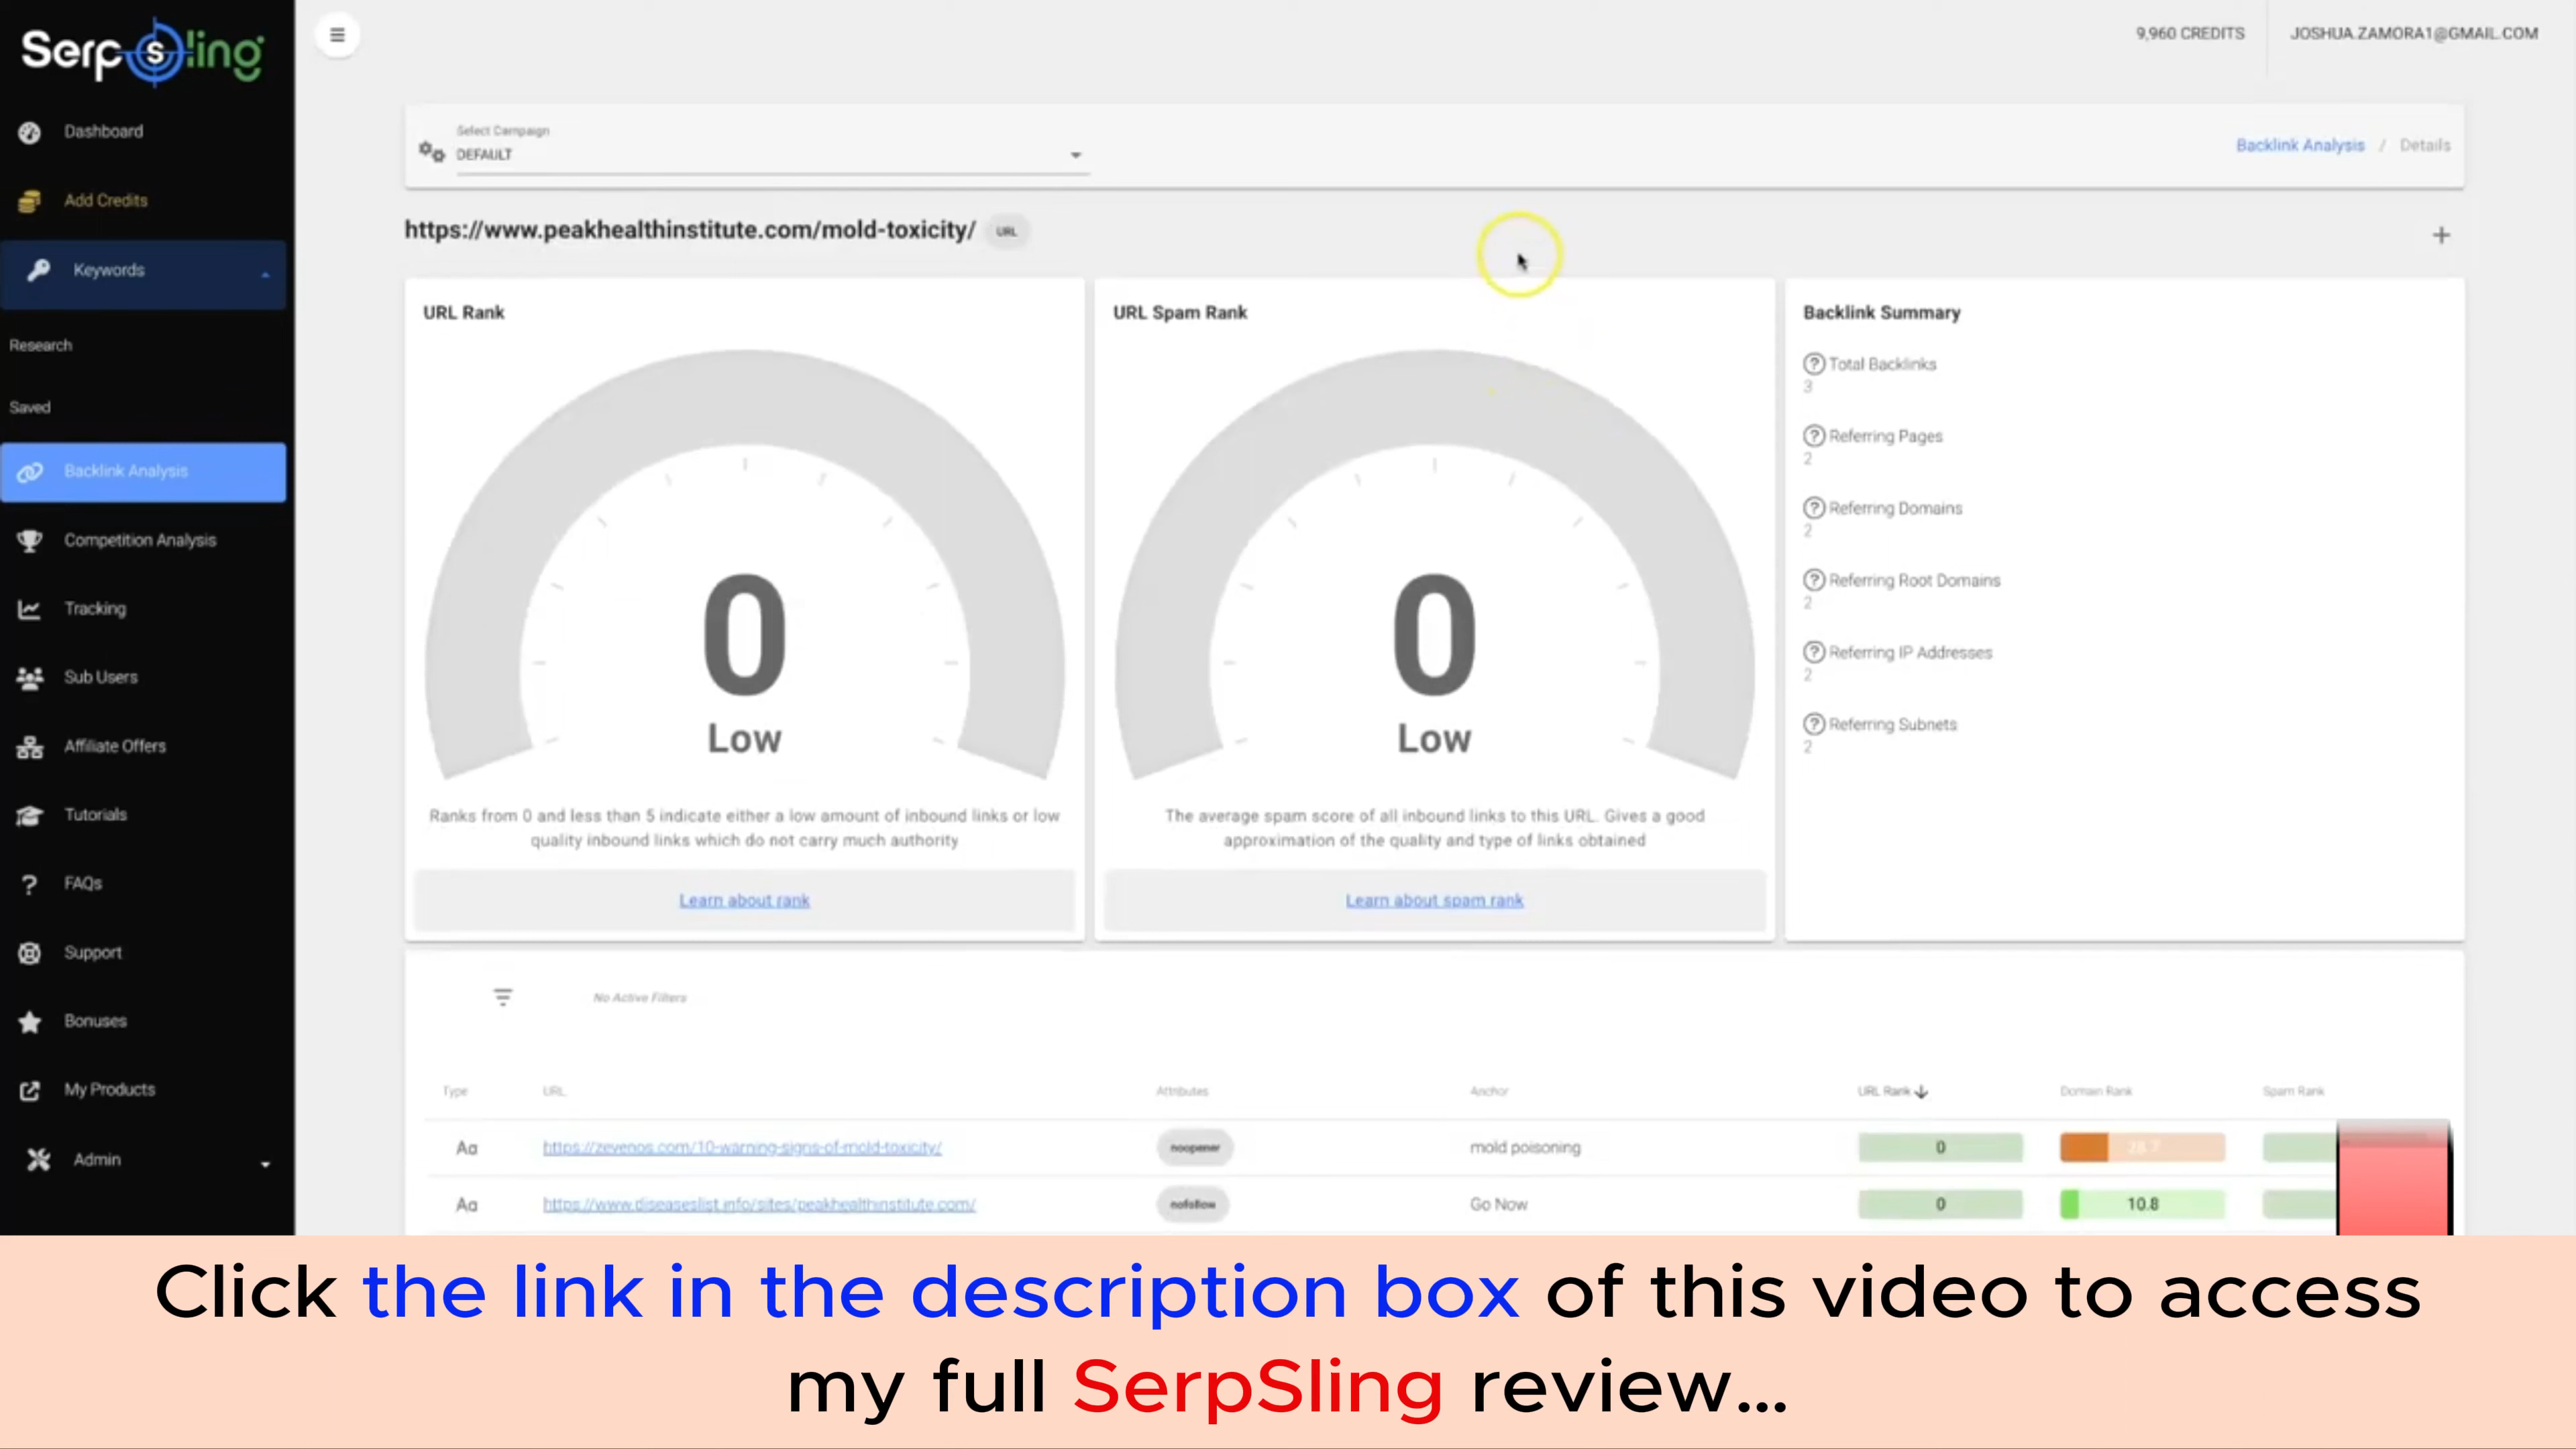 SerpSling
9,960 CREDITS
JOSHUA.ZAMORA1@GMAIL.COM
Dashboard
Add Credits
Keywords
Research
Saved
Backlink Analysis
Competition Analysis
Tracking
Sub Users
Affiliate Offers
Tutorials
FAQs
Support
Bonuses
My Products
Admin
Select Campaign
DEFAULT
Backlink Analysis / Details
https://www.peakhealthinstitute.com/mold-toxicity/ URL
URL Rank
0
Low
Ranks from 0 and less than 5 indicate either a low amount of inbound links or low
quality inbound links which do not carry much authority
Learn about rank
URL Spam Rank
0
Low
The average spam score of all inbound links to this URL. Gives a good
approximation of the quality and type of links obtained
Learn about spam rank
Backlink Summary
Total Backlinks
3
Referring Pages
2
Referring Domains
2
Referring Root Domains
2
Referring IP Addresses
2
Referring Subnets
2
No Active Filters
Type URL Attributes Anchor URL Rank Domain Rank Spam Rank
Aa https://zevenos.com/10-warning-signs-of-mold-toxicity/ noopener mold poisoning 0 28.7
Aa https://www.diseaseslist.info/sites/peakhealthinstitute.com/ nofollow Go Now 0 10.8
Click the link in the description box of this video to access
my full SerpSling review...